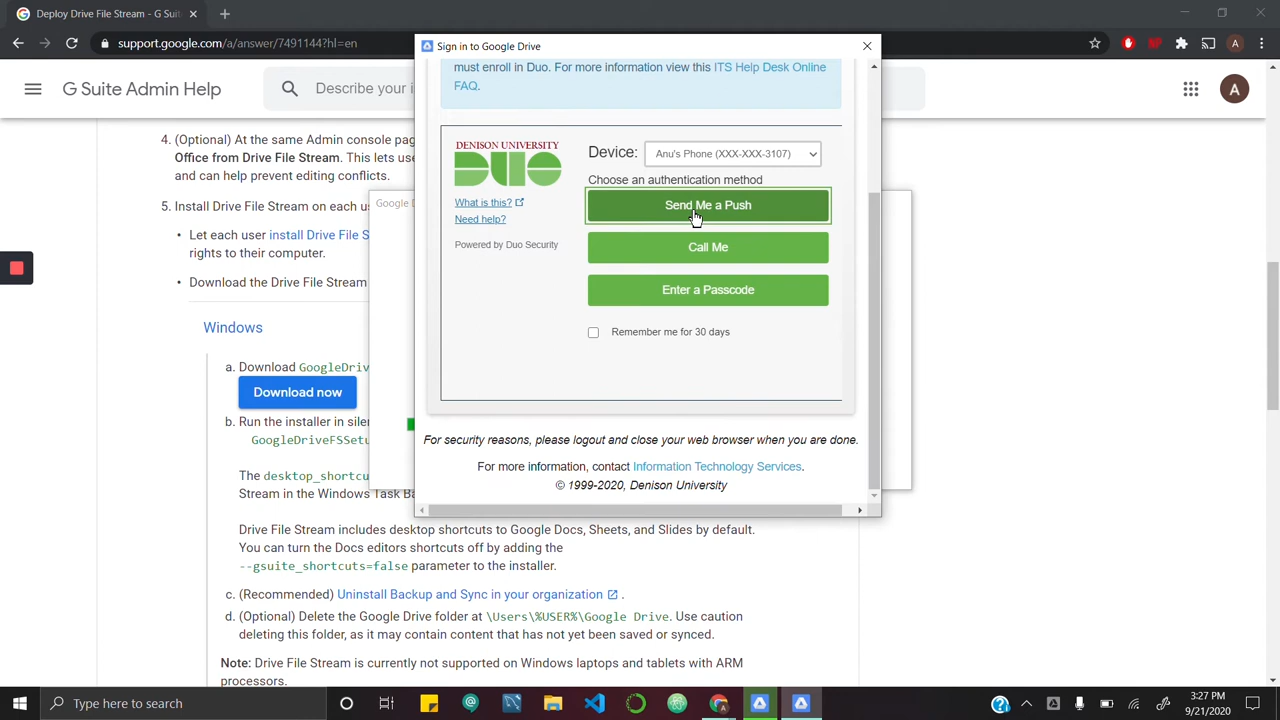 Deploy Drive File Stream - G Suit
support.google.com/a/answer/7491144?hl=en
A
G Suite Admin Help
Describe your i
A
4. (Optional) At the same Admin console pag
Office from Drive File Stream. This lets use
and can help prevent editing conflicts.
5. Install Drive File Stream on each us
• Let each user install Drive File S
rights to their computer.
• Download the Drive File Stream
Windows
a. Download GoogleDriv
Download now
b. Run the installer in siler
GoogleDriveFSSetu
The desktop_shortcu
Stream in the Windows Task Ba
Drive File Stream includes desktop shortcuts to Google Docs, Sheets, and Slides by default.
You can turn the Docs editors shortcuts off by adding the
--gsuite_shortcuts=false parameter to the installer.
c. (Recommended) Uninstall Backup and Sync in your organization .
d. (Optional) Delete the Google Drive folder at \Users\%USER%\Google Drive. Use caution
deleting this folder, as it may contain content that has not yet been saved or synced.
Note: Drive File Stream is currently not supported on Windows laptops and tablets with ARM
processors.
Google D
Sign in to Google Drive
must enroll in Duo. For more information view this ITS Help Desk Online
FAQ.
DENISON UNIVERSITY
DUO
What is this?
Need help?
Powered by Duo Security
Device: Anu's Phone (XXX-XXX-3107)
Choose an authentication method
Send Me a Push
Call Me
Enter a Passcode
Remember me for 30 days
For security reasons, please logout and close your web browser when you are done.
For more information, contact Information Technology Services.
© 1999-2020, Denison University
Type here to search
3:27 PM
9/21/2020